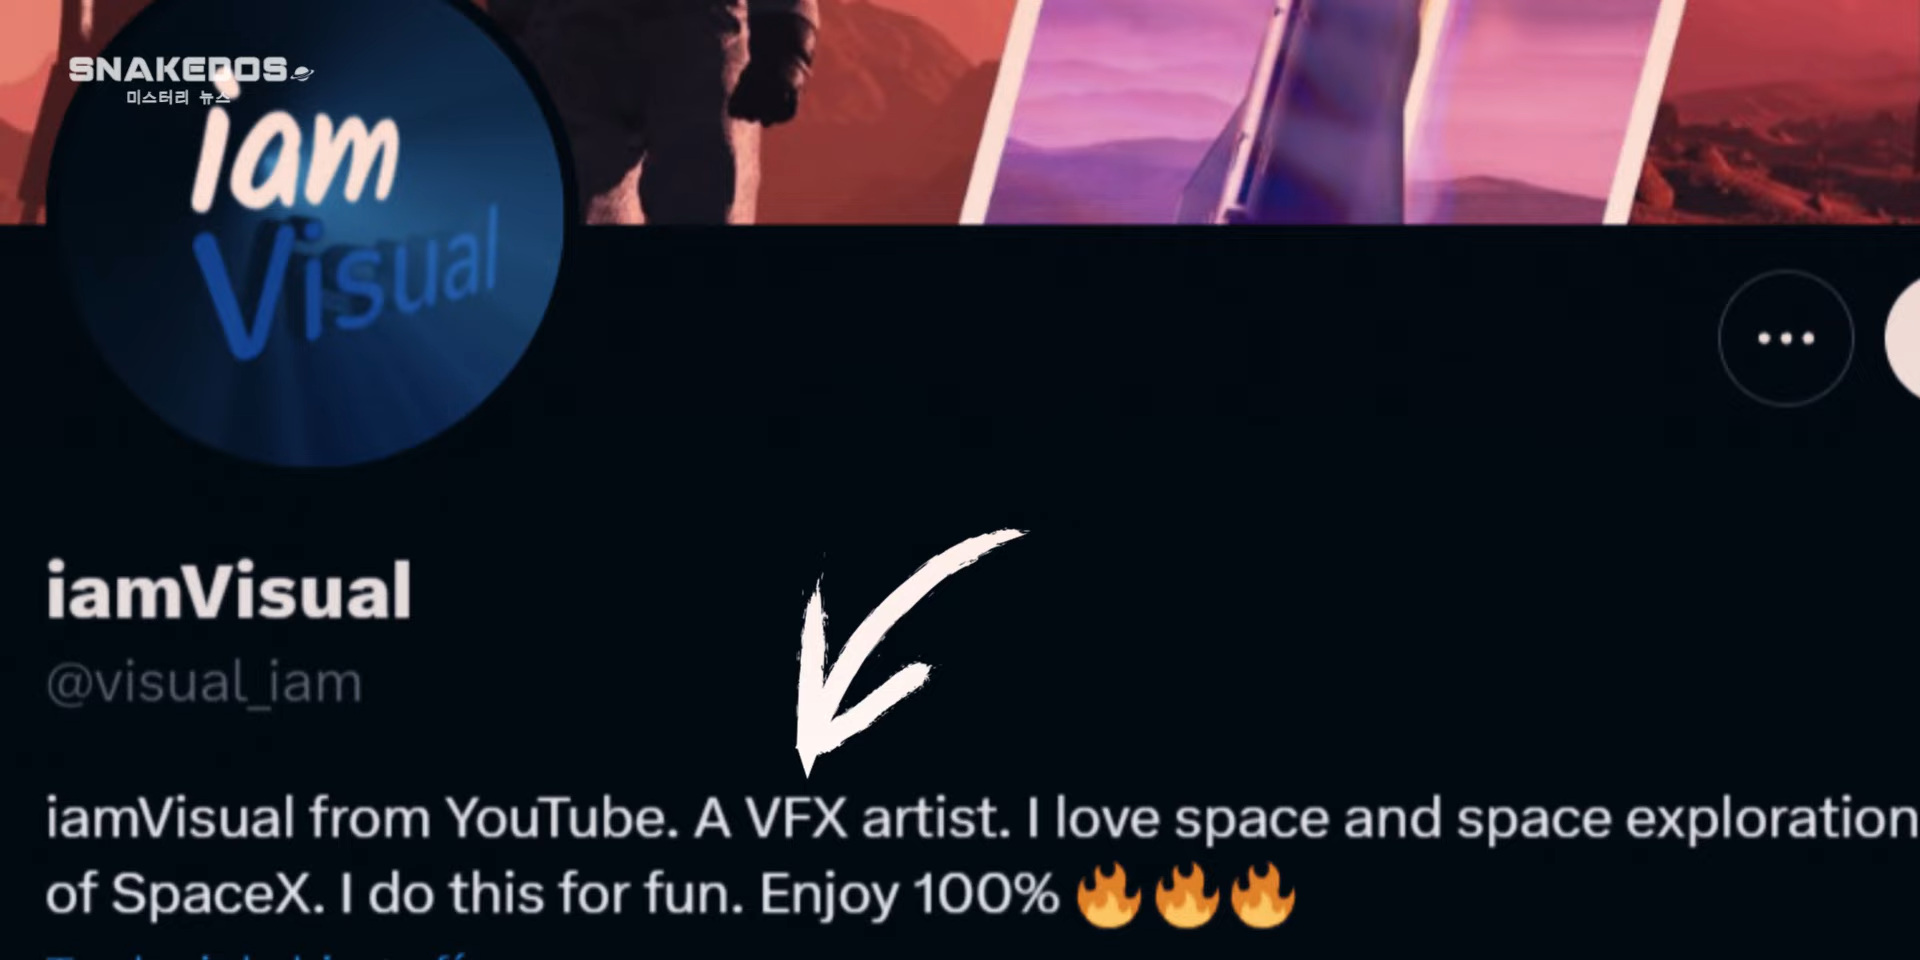 SNAKEDOS
미스터리 뉴스
iam
Visual
iamVisual
@visual_iam
iamVisual from YouTube. A VFX artist. I love space and space exploration
of SpaceX. I do this for fun. Enjoy 100% 🔥🔥🔥